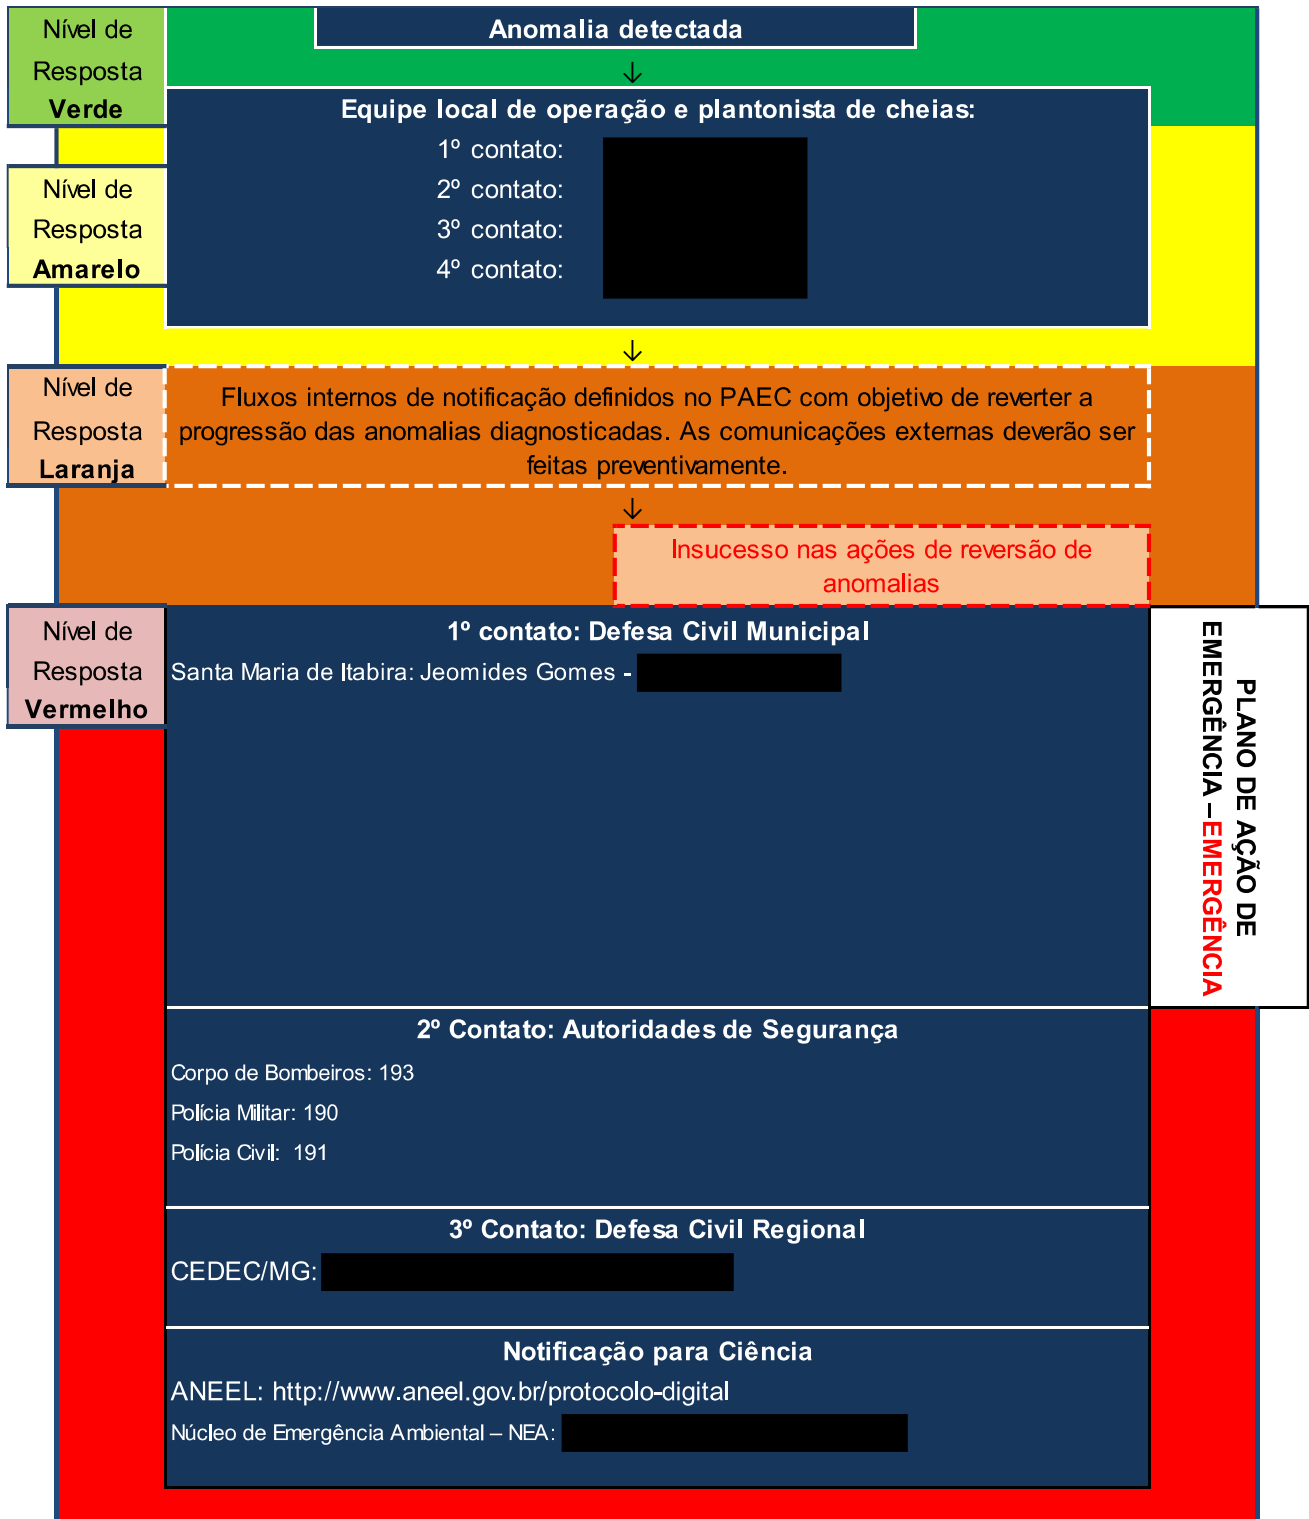 Nível de
Resposta
Verde
Anomalia detectada
↓
Equipe local de operação e plantonista de cheias:
1º contato:
2º contato:
3º contato:
4º contato:
Nível de
Resposta
Amarelo
↓
Nível de
Resposta
Laranja
Fluxos internos de notificação definidos no PAEC com objetivo de reverter a
progressão das anomalias diagnosticadas. As comunicações externas deverão ser
feitas preventivamente.
↓
Insucesso nas ações de reversão de
anomalias
Nível de
Resposta
Vermelho
1º contato: Defesa Civil Municipal
Santa Maria de Itabira: Jeomides Gomes -
PLANO DE AÇÃO DE
EMERGÊNCIA – EMERGÊNCIA
2º Contato: Autoridades de Segurança
Corpo de Bombeiros: 193
Polícia Militar: 190
Polícia Civil: 191
3º Contato: Defesa Civil Regional
CEDEC/MG:
Notificação para Ciência
ANEEL: http://www.aneel.gov.br/protocolo-digital
Núcleo de Emergência Ambiental – NEA: